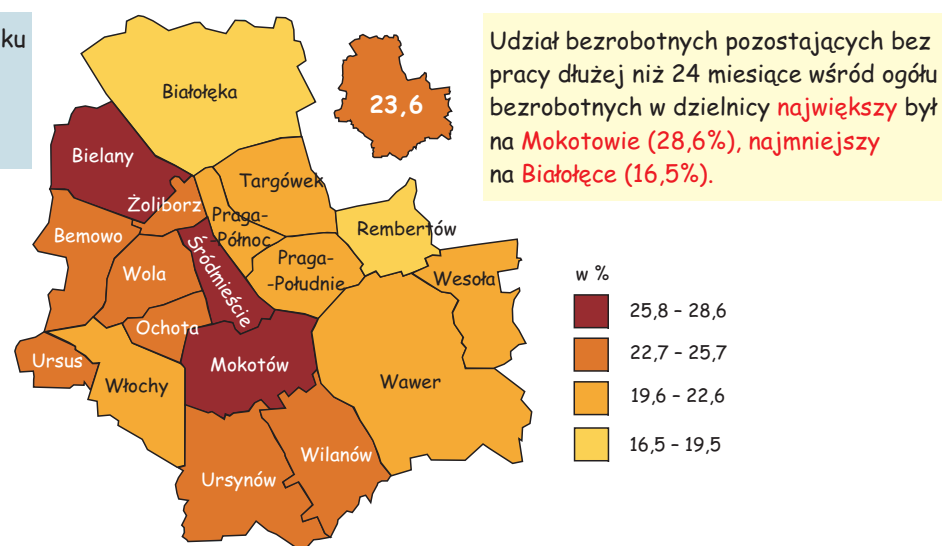 ku
Udział bezrobotnych pozostających bez
pracy dłużej niż 24 miesiące wśród ogółu
bezrobotnych w dzielnicy największy był
na Mokotowie (28,6%), najmniejszy
na Białołęce (16,5%).
23,6
Białołęka
Bielany
Targówek
Żoliborz
Praga-
-Północ
Rembertów
Bemowo
Śródmieście
Praga-
-Południe
Wola
Wesoła
Ochota
Ursus
Włochy
Mokotów
Wawer
Wilanów
Ursynów
w %
25,8 – 28,6
22,7 – 25,7
19,6 – 22,6
16,5 – 19,5